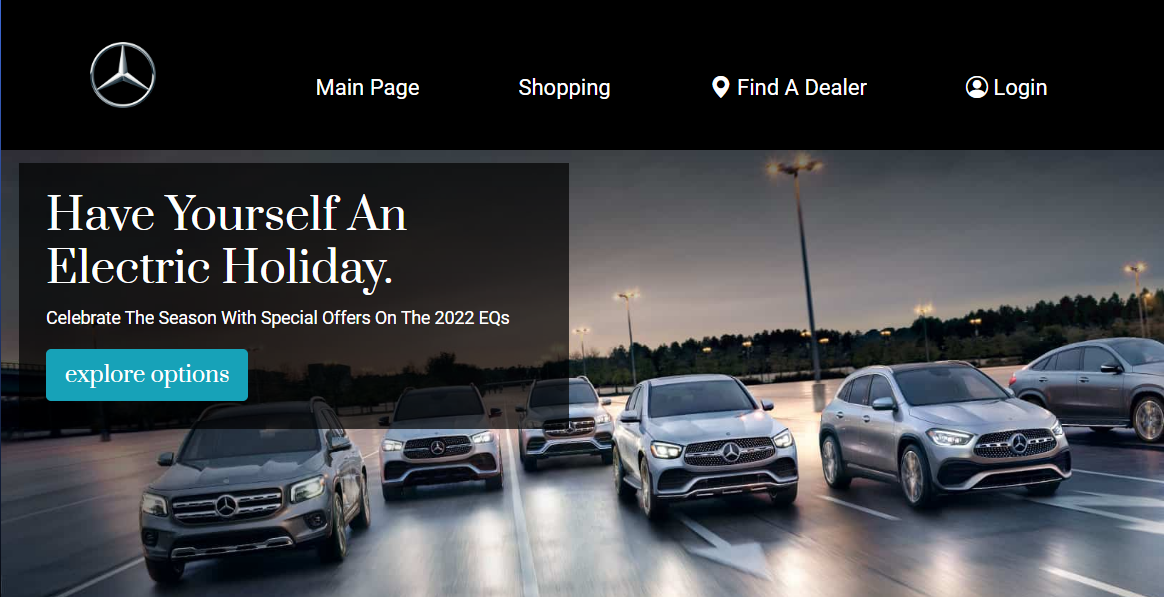 Main Page
Shopping
Find A Dealer
Login
Have Yourself An
Electric Holiday.
Celebrate The Season With Special Offers On The 2022 EQs
explore options